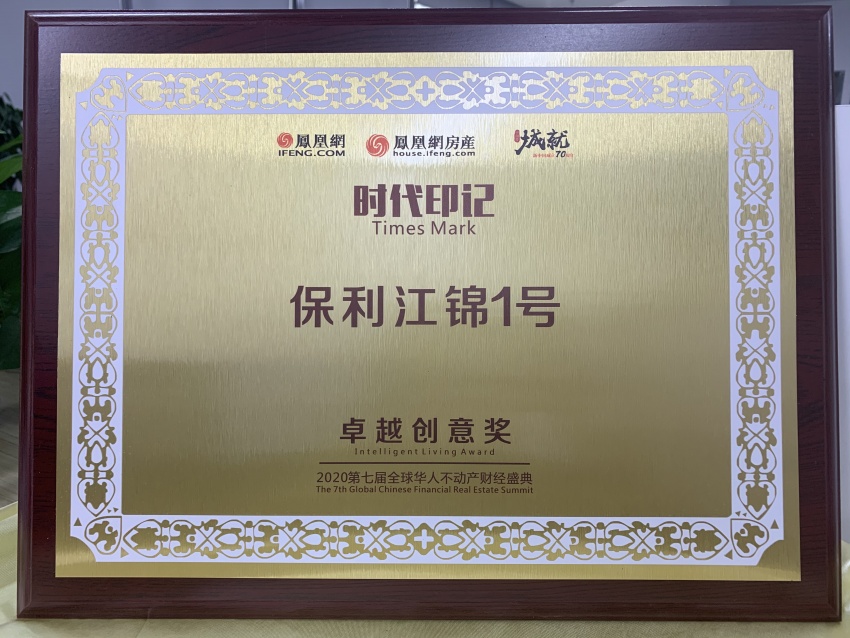 鳳凰網
IFENG.COM
鳳凰網房産
house.ifeng.com
城就
70
时代印记
Times Mark
保利江锦1号
卓越创意奖
Intelligent Living Award
2020第七届全球华人不动产财经盛典
The 7th Global Chinese Financial Real Estate Summit